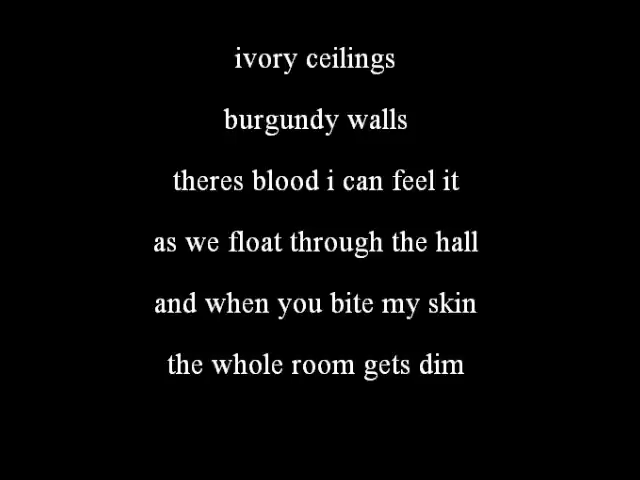 ivory ceilings
burgundy walls
theres blood i can feel it
as we float through the hall
and when you bite my skin
the whole room gets dim